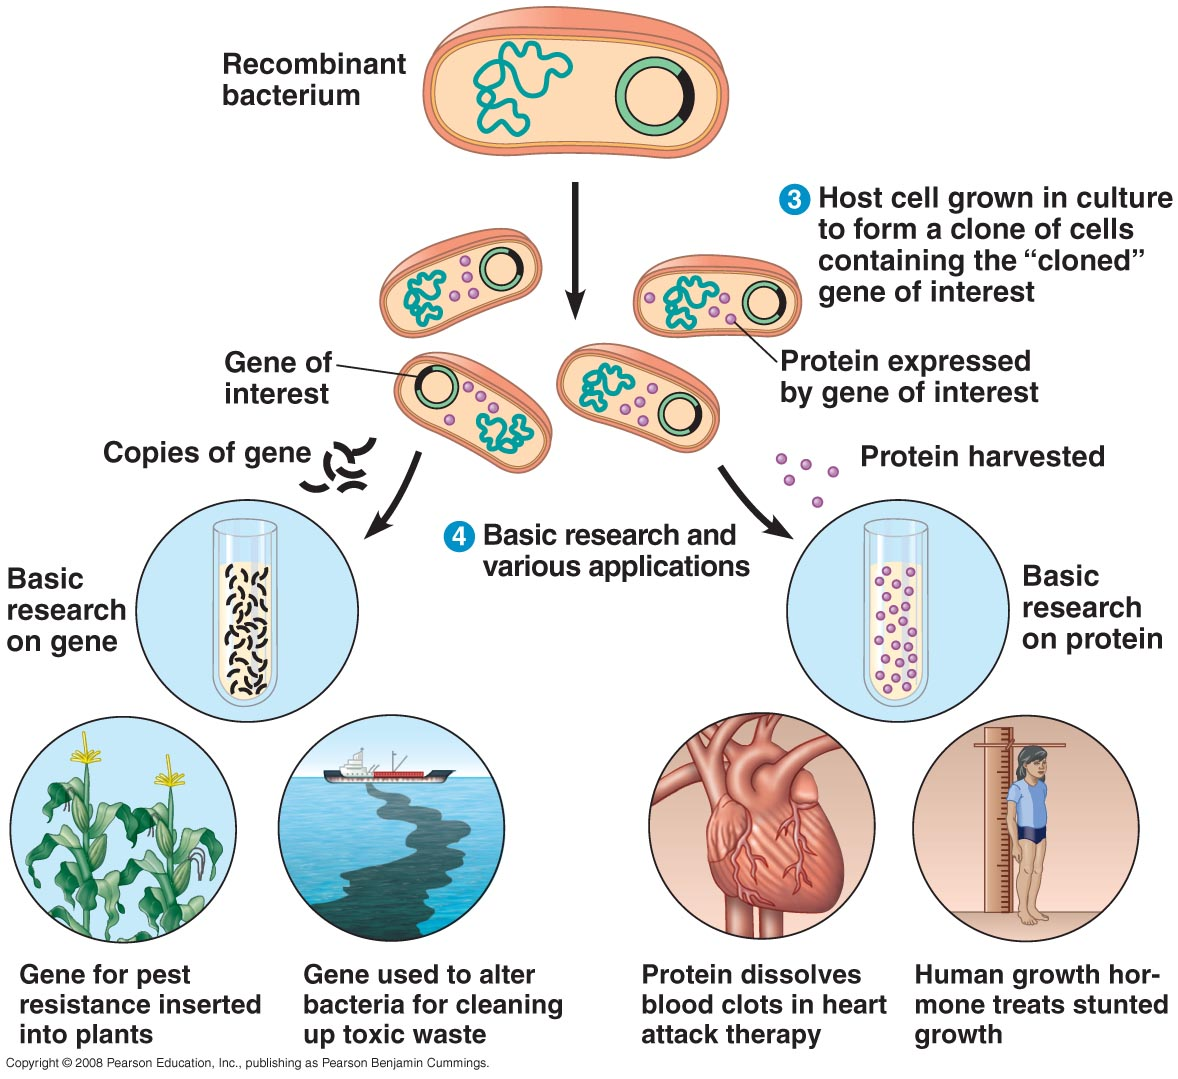 Recombinant
bacterium
3 Host cell grown in culture
to form a clone of cells
containing the “cloned”
gene of interest
Gene of
interest
Protein expressed
by gene of interest
Copies of gene
Protein harvested
4 Basic research and
various applications
Basic
research
on gene
Basic
research
on protein
Gene for pest
resistance inserted
into plants
Gene used to alter
bacteria for cleaning
up toxic waste
Protein dissolves
blood clots in heart
attack therapy
Human growth hor-
mone treats stunted
growth
Copyright © 2008 Pearson Education, Inc., publishing as Pearson Benjamin Cummings.